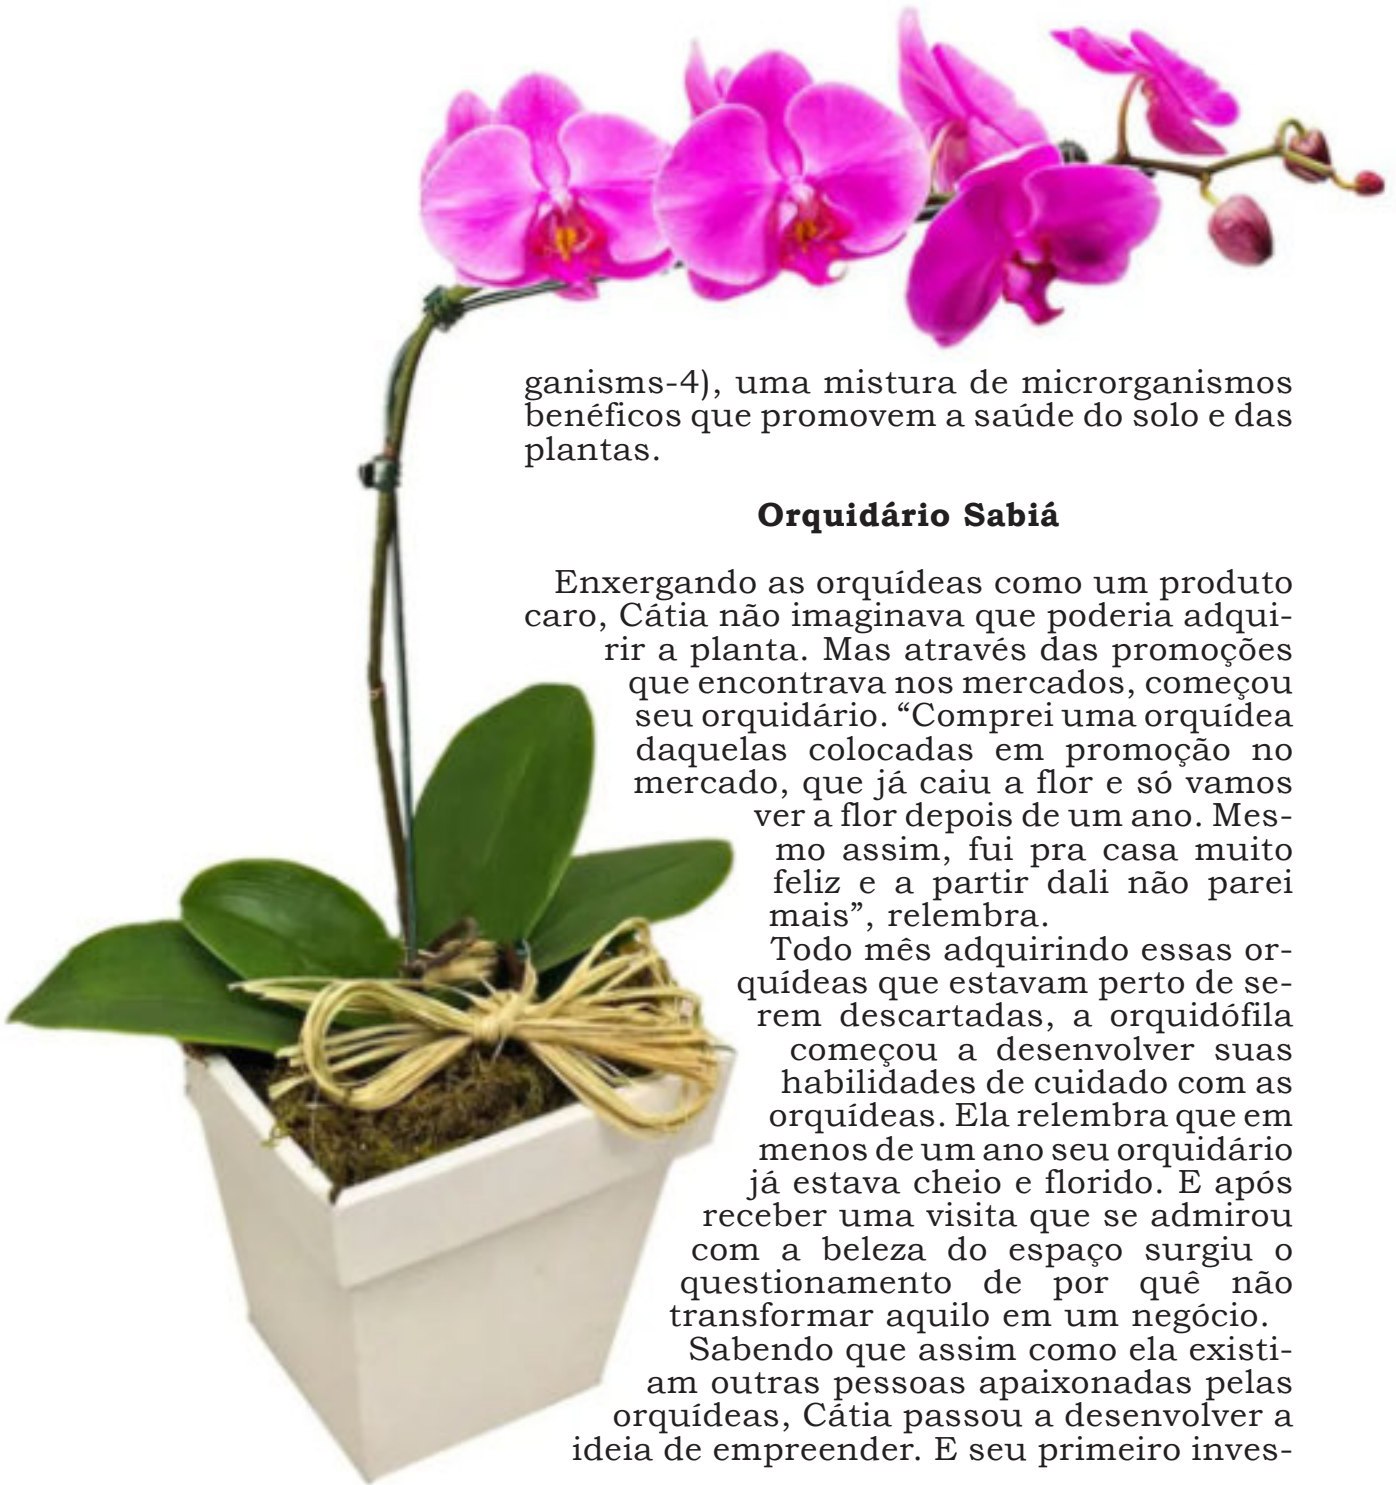 ganisms-4), uma mistura de microrganismos
benéficos que promovem a saúde do solo e das
plantas.
Orquidário Sabiá
Enxergando as orquídeas como um produto
caro, Cátia não imaginava que poderia adqui-
rir a planta. Mas através das promoções
que encontrava nos mercados, começou
seu orquidário. “Comprei uma orquídea
daquelas colocadas em promoção no
mercado, que já caiu a flor e só vamos
ver a flor depois de um ano. Mes-
mo assim, fui pra casa muito
feliz e a partir dali não parei
mais”, relembra.
Todo mês adquirindo essas or-
quídeas que estavam perto de se-
rem descartadas, a orquidófila
começou a desenvolver suas
habilidades de cuidado com as
orquídeas. Ela relembra que em
menos de um ano seu orquidário
já estava cheio e florido. E após
receber uma visita que se admirou
com a beleza do espaço surgiu o
questionamento de por quê não
transformar aquilo em um negócio.
Sabendo que assim como ela existi-
am outras pessoas apaixonadas pelas
orquídeas, Cátia passou a desenvolver a
ideia de empreender. E seu primeiro inves-